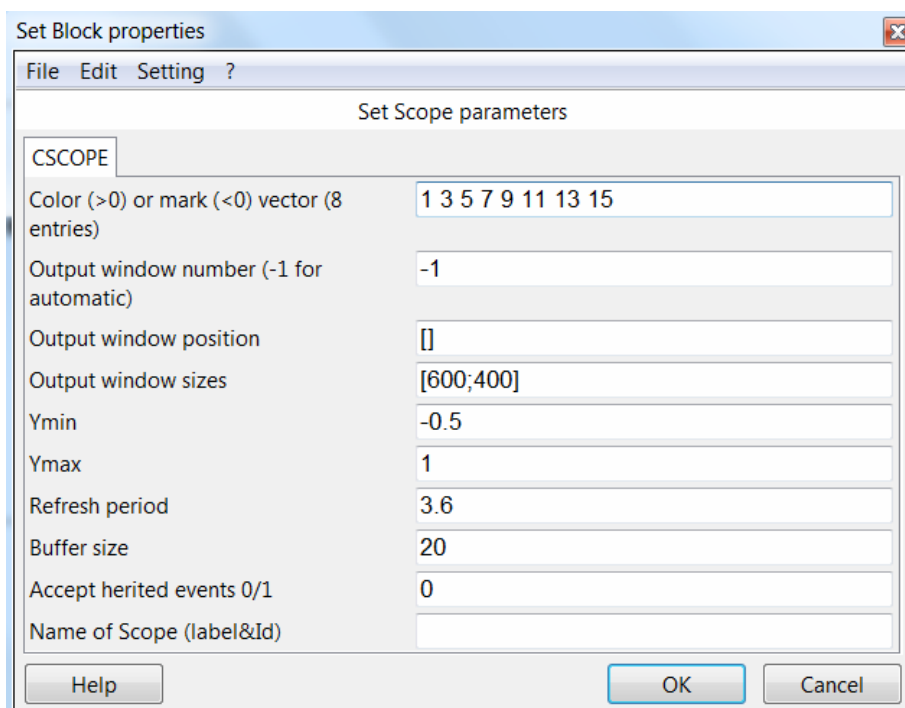 Set Block properties
File Edit Setting ?
Set Scope parameters
CSCOPE
Color (>0) or mark (<0) vector (8 entries) 1 3 5 7 9 11 13 15
Output window number (-1 for automatic) -1
Output window position []
Output window sizes [600;400]
Ymin -0.5
Ymax 1
Refresh period 3.6
Buffer size 20
Accept herited events 0/1 0
Name of Scope (label&Id)
Help OK Cancel